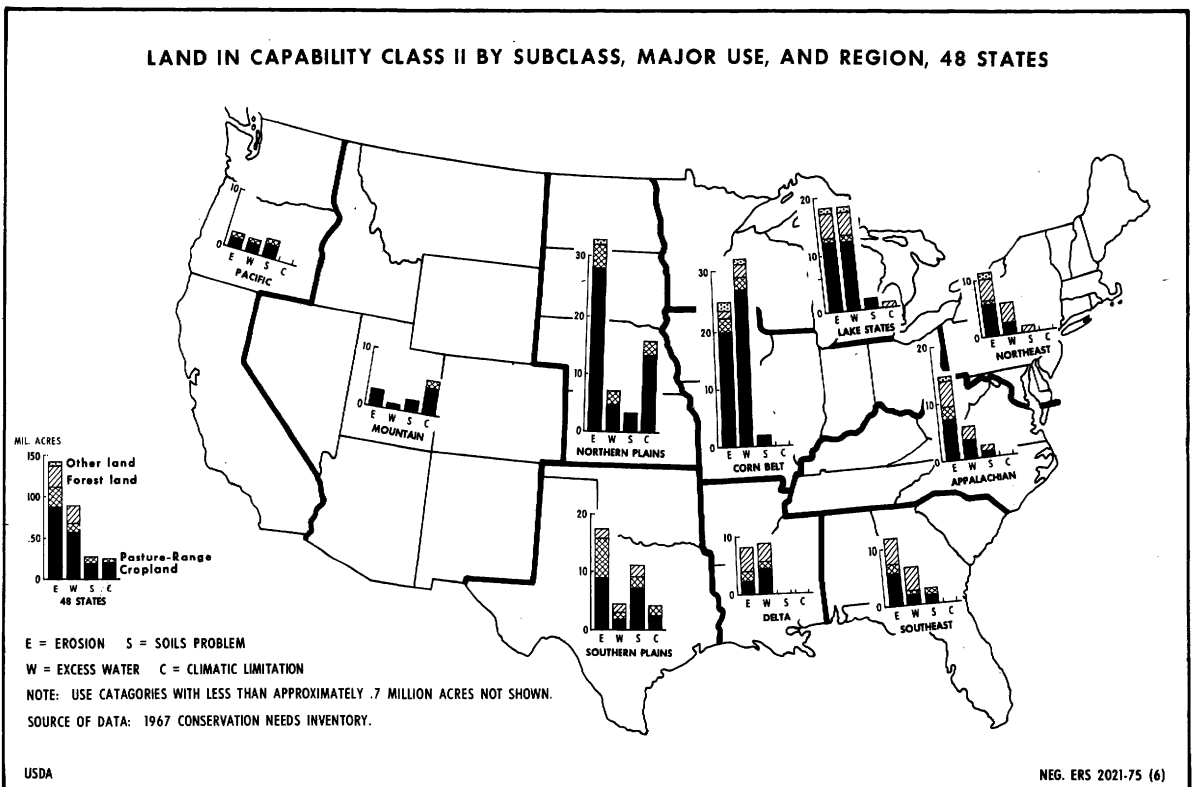 LAND IN CAPABILITY CLASS II BY SUBCLASS, MAJOR USE, AND REGION, 48 STATES
10
0
E W S C
PACIFIC
10
0
E W S C
MOUNTAIN
30
20
10
0
E W S C
NORTHERN PLAINS
30
20
10
0
E W S C
CORN BELT
20
10
0
E W S C
LAKE STATES
10
0
E W S C
NORTHEAST
20
10
0
E W S C
APPALACHIAN
20
10
0
E W S C
SOUTHERN PLAINS
10
0
E W S C
DELTA
10
0
E W S C
SOUTHEAST
MIL. ACRES
150
100
50
0
Other land
Forest land
Pasture-Range
Cropland
E W S C
48 STATES
E = EROSION S = SOILS PROBLEM
W = EXCESS WATER C = CLIMATIC LIMITATION
NOTE: USE CATAGORIES WITH LESS THAN APPROXIMATELY .7 MILLION ACRES NOT SHOWN.
SOURCE OF DATA: 1967 CONSERVATION NEEDS INVENTORY.
USDA
NEG. ERS 2021-75 (6)